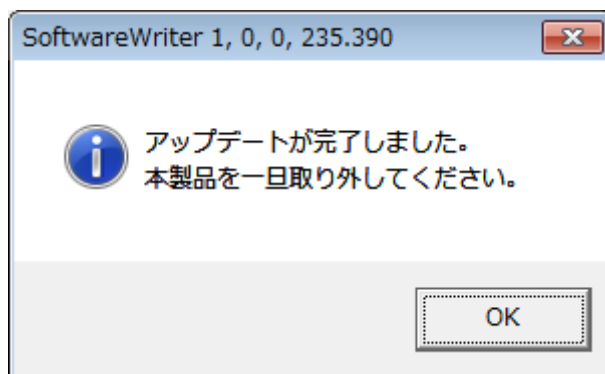 SoftwareWriter 1, 0, 0, 235.390
アップデートが完了しました。
本製品を一旦取り外してください。
OK